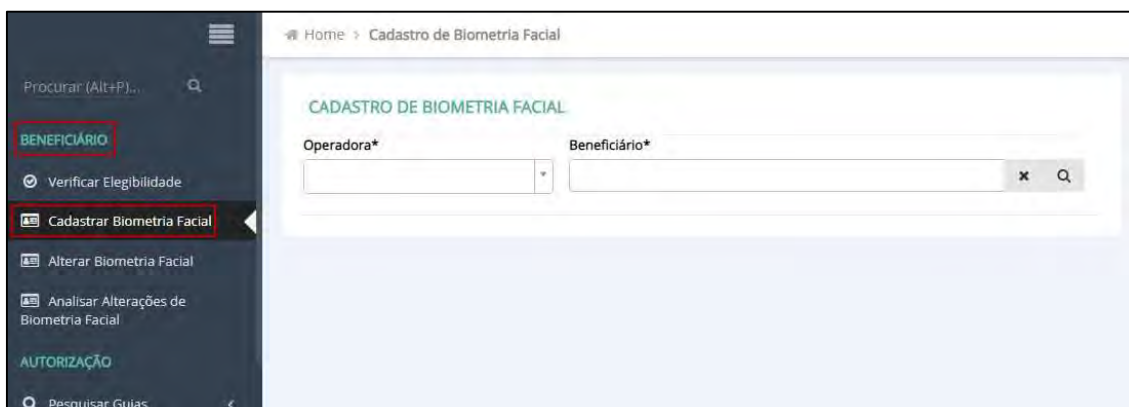 Home > Cadastro de Biometria Facial
Procurar (Alt+P)...
BENEFICIÁRIO
Verificar Elegibilidade
Cadastrar Biometria Facial
Alterar Biometria Facial
Analisar Alterações de
Biometria Facial
AUTORIZAÇÃO
Pesquisar Guias
CADASTRO DE BIOMETRIA FACIAL
Operadora*
Beneficiário*